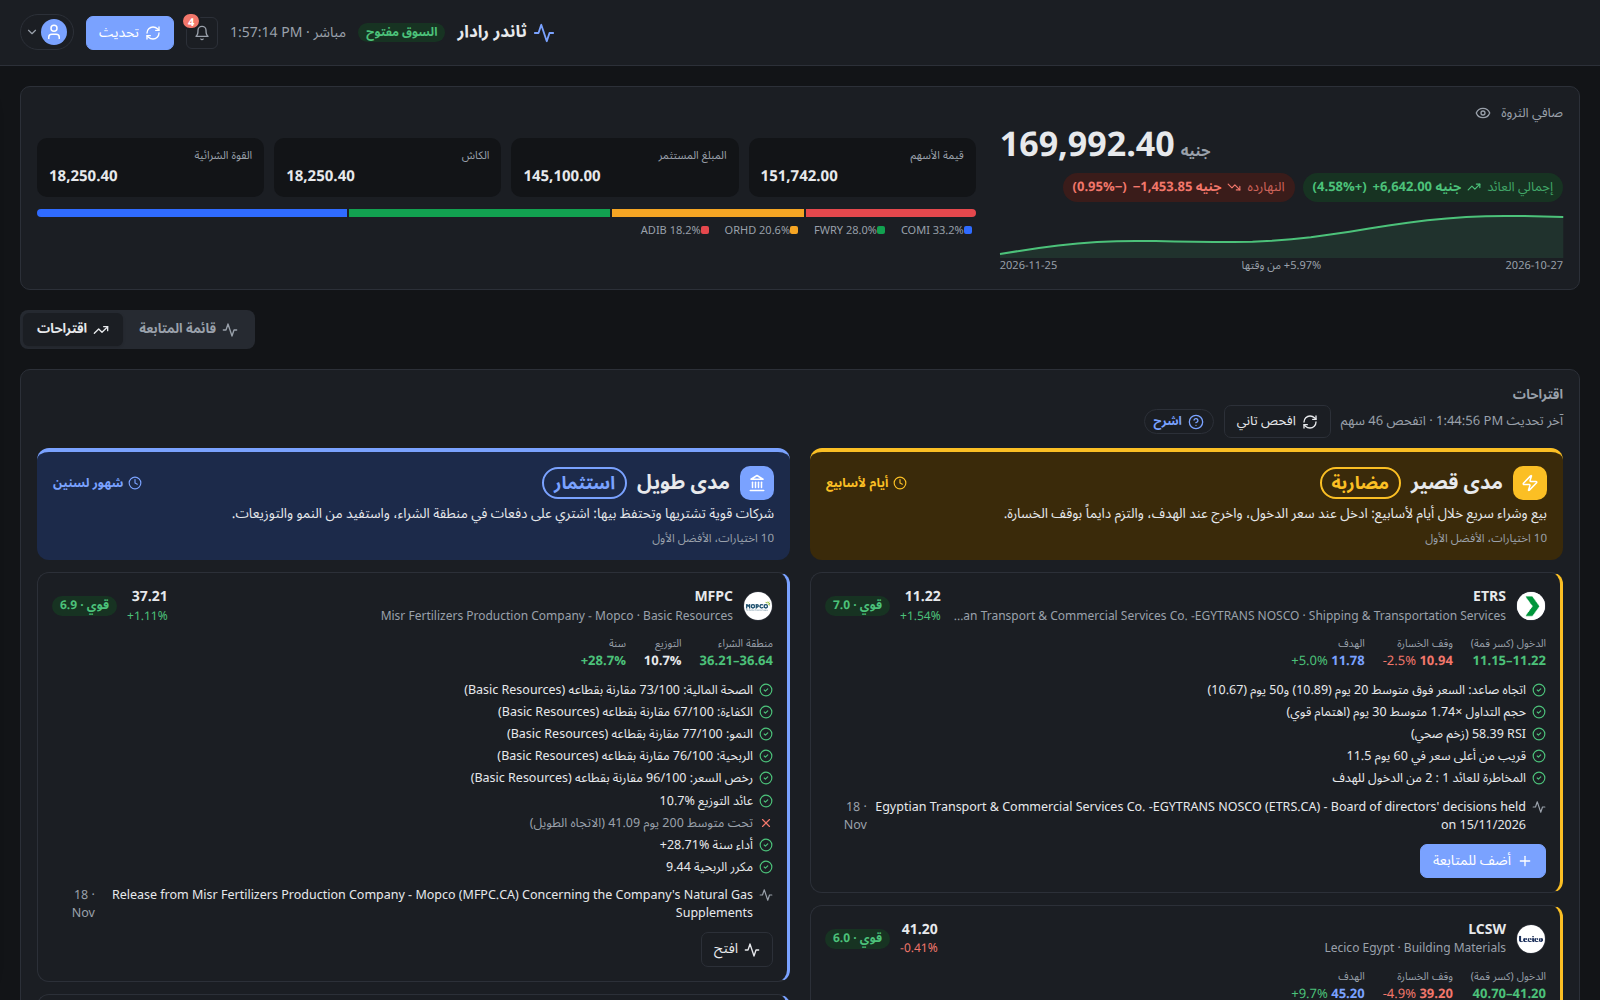 ثاندر رادار
السوق مفتوح
مباشر · 1:57:14 PM
4
تحديث
صافي الثروة
169,992.40 جنيه
إجمالي العائد +6,642.00 جنيه (+4.58%)
النهارده −1,453.85 جنيه (−0.95%)
2026-10-27
+5.97% من وقتها
2026-11-25
قيمة الأسهم
151,742.00
المبلغ المستثمر
145,100.00
الكاش
18,250.40
القوة الشرائية
18,250.40
COMI 33.2%
FWRY 28.0%
ORHD 20.6%
ADIB 18.2%
قائمة المتابعة
اقتراحات
اقتراحات
آخر تحديث 1:44:56 PM · اتفحص 46 سهم
افحص تاني
اشرح
مدى قصير مضاربة
أيام لأسابيع
بيع وشراء سريع خلال أيام لأسابيع: ادخل عند سعر الدخول، واخرج عند الهدف، والتزم دايماً بوقف الخسارة.
10 اختيارات، الأفضل الأول
ETRS
...an Transport & Commercial Services Co. -EGYTRANS NOSCO · Shipping & Transportation Services
11.22
+1.54%
قوي · 7.0
الدخول (كسر قمة)
11.15–11.22
وقف الخسارة
10.94 -2.5%
الهدف
11.78 +5.0%
اتجاه صاعد: السعر فوق متوسط 20 يوم (10.89) و50 يوم (10.67)
حجم التداول ×1.74 متوسط 30 يوم (اهتمام قوي)
RSI 58.39 (زخم صحي)
قريب من أعلى سعر في 60 يوم 11.5
المخاطرة للعائد 1 : 2 من الدخول للهدف
Egyptian Transport & Commercial Services Co. -EGYTRANS NOSCO (ETRS.CA) - Board of directors' decisions held
on 15/11/2026
· 18
Nov
أضف للمتابعة
LCSW
Lecico Egypt · Building Materials
41.20
-0.41%
قوي · 6.0
الدخول (كسر قمة)
40.70–41.20
وقف الخسارة
39.20 -4.9%
الهدف
45.20 +9.7%
مدى طويل استثمار
شهور لسنين
شركات قوية تشتريها وتحتفظ بيها: اشتري على دفعات في منطقة الشراء، واستفيد من النمو والتوزيعات.
10 اختيارات، الأفضل الأول
MOPCO
MFPC
Misr Fertilizers Production Company - Mopco · Basic Resources
37.21
+1.11%
قوي · 6.9
منطقة الشراء
36.21–36.64
التوزيع
10.7%
سنة
+28.7%
الصحة المالية: 73/100 مقارنة بقطاعه (Basic Resources)
الكفاءة: 67/100 مقارنة بقطاعه (Basic Resources)
النمو: 77/100 مقارنة بقطاعه (Basic Resources)
الربحية: 76/100 مقارنة بقطاعه (Basic Resources)
رخص السعر: 96/100 مقارنة بقطاعه (Basic Resources)
عائد التوزيع 10.7%
تحت متوسط 200 يوم 41.09 (الاتجاه الطويل)
أداء سنة +28.71%
مكرر الربحية 9.44
Release from Misr Fertilizers Production Company - Mopco (MFPC.CA) Concerning the Company's Natural Gas
Supplements
· 18
Nov
افتح
Lecico